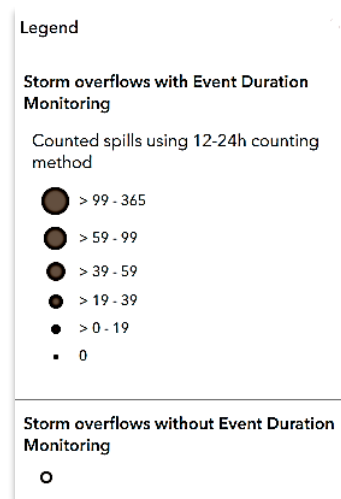 Legend
Storm overflows with Event Duration
Monitoring
Counted spills using 12-24h counting
method
> 99 - 365
> 59 - 99
> 39 - 59
> 19 - 39
> 0 - 19
0
Storm overflows without Event Duration
Monitoring